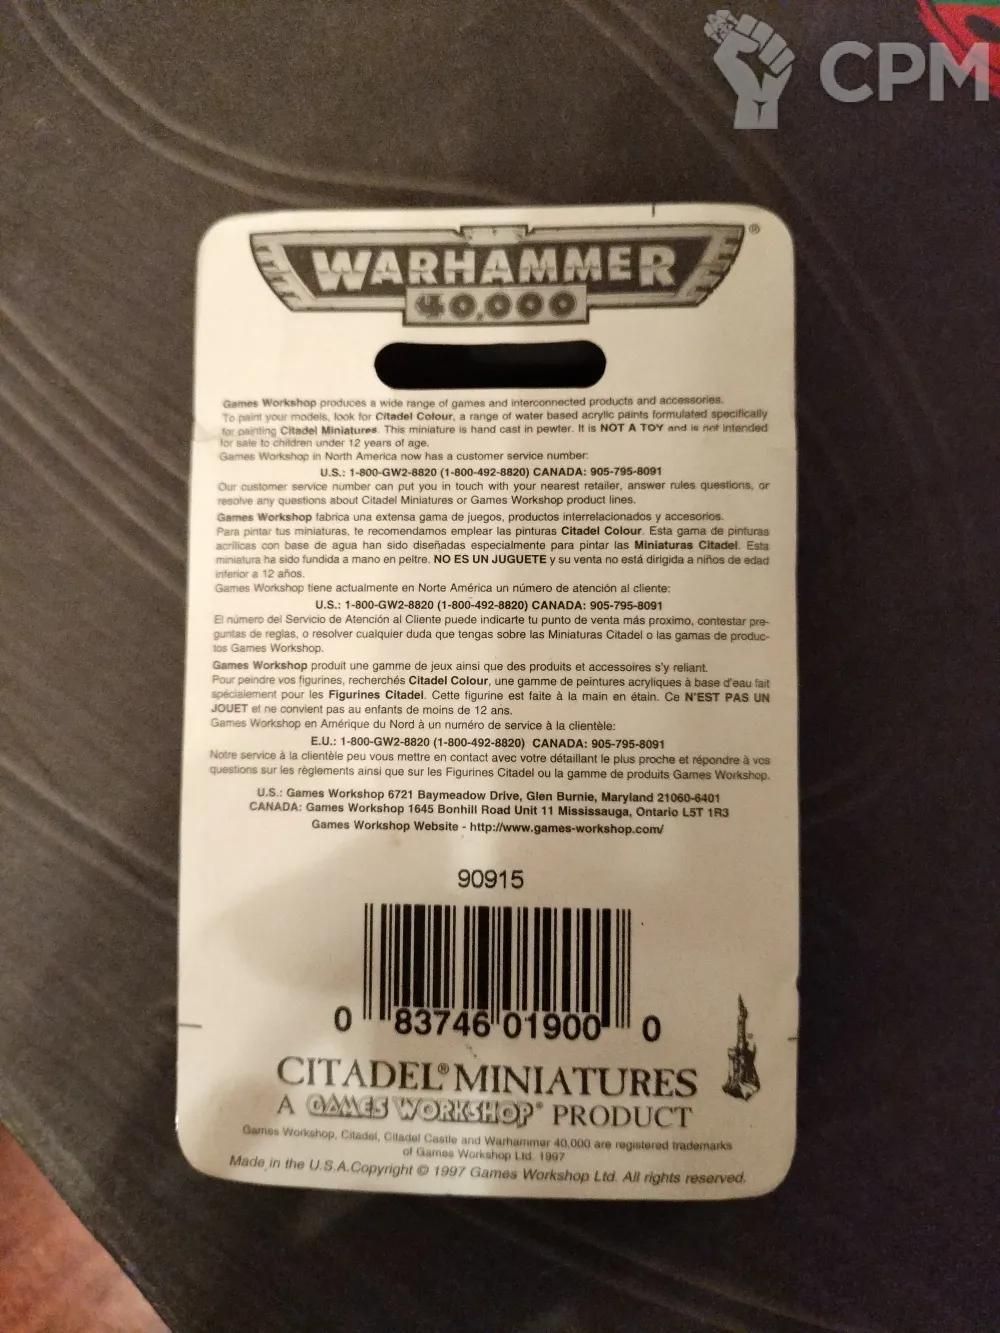 CPM
WARHAMMER®
40,000
Games Workshop produces a wide range of games and interconnected products and accessories.
To paint your models, look for Citadel Colour, a range of water based acrylic paints formulated specifically
for painting Citadel Miniatures. This miniature is hand cast in pewter. It is NOT A TOY and is not intended
for sale to children under 12 years of age.
Games Workshop in North America now has a customer service number:
U.S.: 1-800-GW2-8820 (1-800-492-8820) CANADA: 905-795-8091
Our customer service number can put you in touch with your nearest retailer, answer rules questions, or
resolve any questions about Citadel Miniatures or Games Workshop product lines.
Games Workshop fabrica una extensa gama de juegos, productos interrelacionados y accesorios.
Para pintar tus miniaturas, te recomendamos emplear las pinturas Citadel Colour. Esta gama de pinturas
acrílicas con base de agua han sido diseñadas especialmente para pintar las Miniaturas Citadel. Esta
miniatura ha sido fundida a mano en peltre. NO ES UN JUGUETE y su venta no está dirigida a niños de edad
inferior a 12 años.
Games Workshop tiene actualmente en Norte América un número de atención al cliente:
U.S.: 1-800-GW2-8820 (1-800-492-8820) CANADA: 905-795-8091
El número del Servicio de Atención al Cliente puede indicarte tu punto de venta más proximo, contestar pre-
guntas de reglas, o resolver cualquier duda que tengas sobre las Miniaturas Citadel o las gamas de produc-
tos Games Workshop.
Games Workshop produit une gamme de jeux ainsi que des produits et accessoires s'y reliant.
Pour peindre vos figurines, recherchés Citadel Colour, une gamme de peintures acryliques à base d'eau fait
spécialement pour les Figurines Citadel. Cette figurine est faite à la main en étain. Ce N'EST PAS UN
JOUET et ne convient pas au enfants de moins de 12 ans.
Games Workshop en Amérique du Nord à un numéro de service à la clientèle:
E.U.: 1-800-GW2-8820 (1-800-492-8820) CANADA: 905-795-8091
Notre service à la clientèle peu vous mettre en contact avec votre détaillant le plus proche et répondre à vos
questions sur les règlements ainsi que sur les Figurines Citadel ou la gamme de produits Games Workshop.
U.S.: Games Workshop 6721 Baymeadow Drive, Glen Burnie, Maryland 21060-6401
CANADA: Games Workshop 1645 Bonhill Road Unit 11 Mississauga, Ontario L5T 1R3
Games Workshop Website - http://www.games-workshop.com/
90915
0 83746 01900 0
CITADEL® MINIATURES
A GAMES WORKSHOP® PRODUCT
Games Workshop, Citadel, Citadel Castle and Warhammer 40,000 are registered trademarks
of Games Workshop Ltd. 1997
Made in the U.S.A. Copyright © 1997 Games Workshop Ltd. All rights reserved.